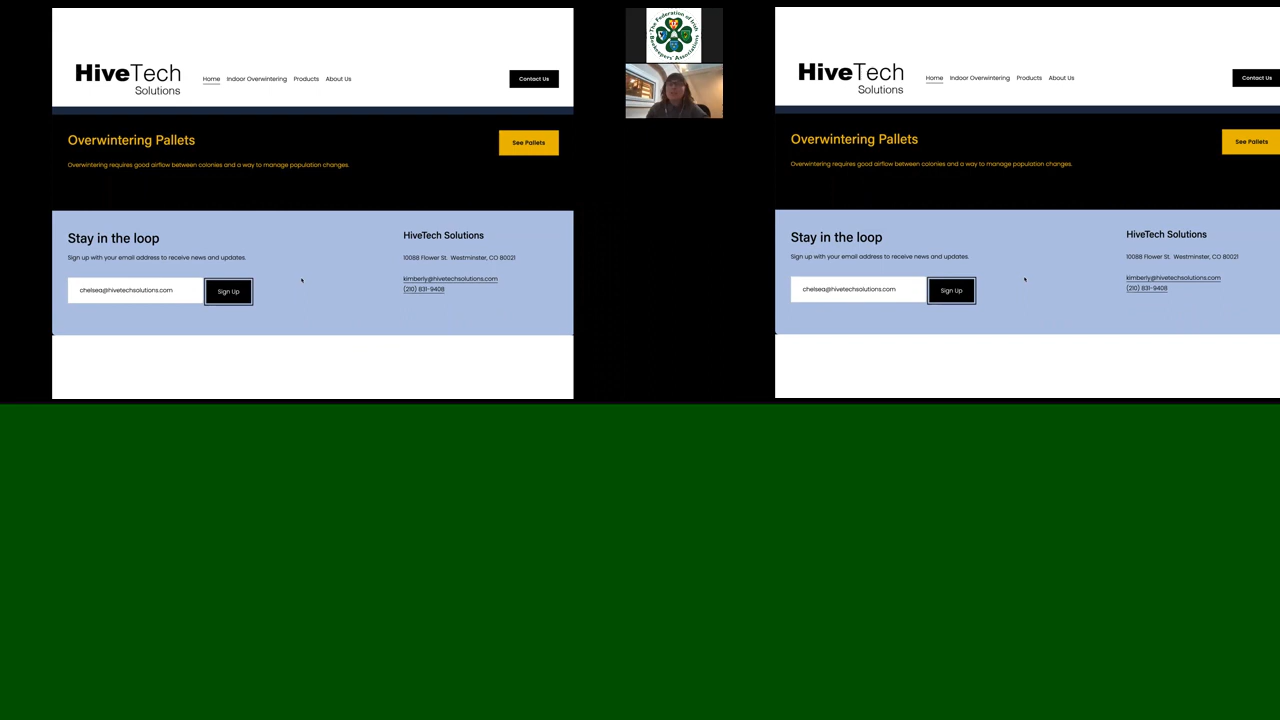 HiveTech
Solutions
Home Indoor Overwintering Products About Us
Contact Us
Overwintering Pallets
See Pallets
Overwintering requires good airflow between colonies and a way to manage population changes.
Stay in the loop
Sign up with your email address to receive news and updates.
chelsea@hivetechsolutions.com
Sign Up
HiveTech Solutions
10088 Flower St. Westminster, CO 80021
kimberly@hivetechsolutions.com
(210) 831-9408
The Federation of Irish
Beekeepers' Associations
HiveTech
Solutions
Home Indoor Overwintering Products About Us
Contact Us
Overwintering Pallets
See Pallets
Overwintering requires good airflow between colonies and a way to manage population changes.
Stay in the loop
Sign up with your email address to receive news and updates.
chelsea@hivetechsolutions.com
Sign Up
HiveTech Solutions
10088 Flower St. Westminster, CO 80021
kimberly@hivetechsolutions.com
(210) 831-9408